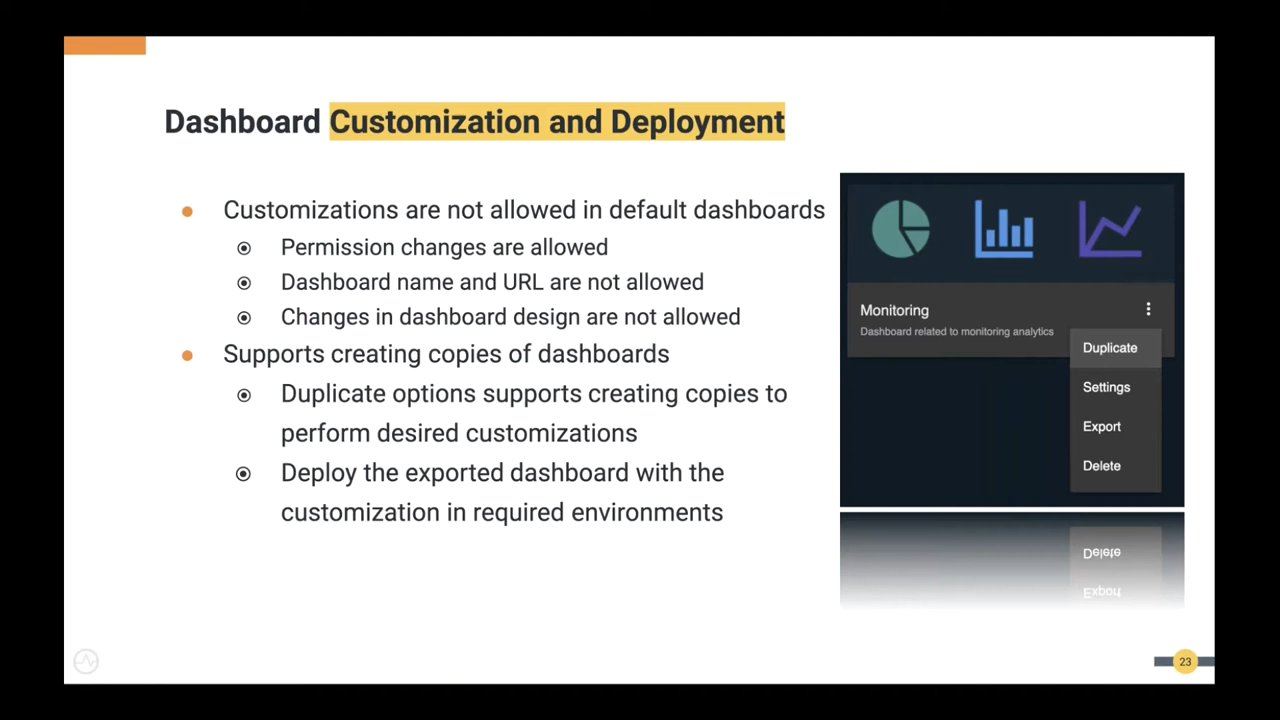 Dashboard Customization and Deployment
Customizations are not allowed in default dashboards
Permission changes are allowed
Dashboard name and URL are not allowed
Changes in dashboard design are not allowed
Supports creating copies of dashboards
Duplicate options supports creating copies to
perform desired customizations
Deploy the exported dashboard with the
customization in required environments
Monitoring
Dashboard related to monitoring analytics
Duplicate
Settings
Export
Delete
Delete
Export
23